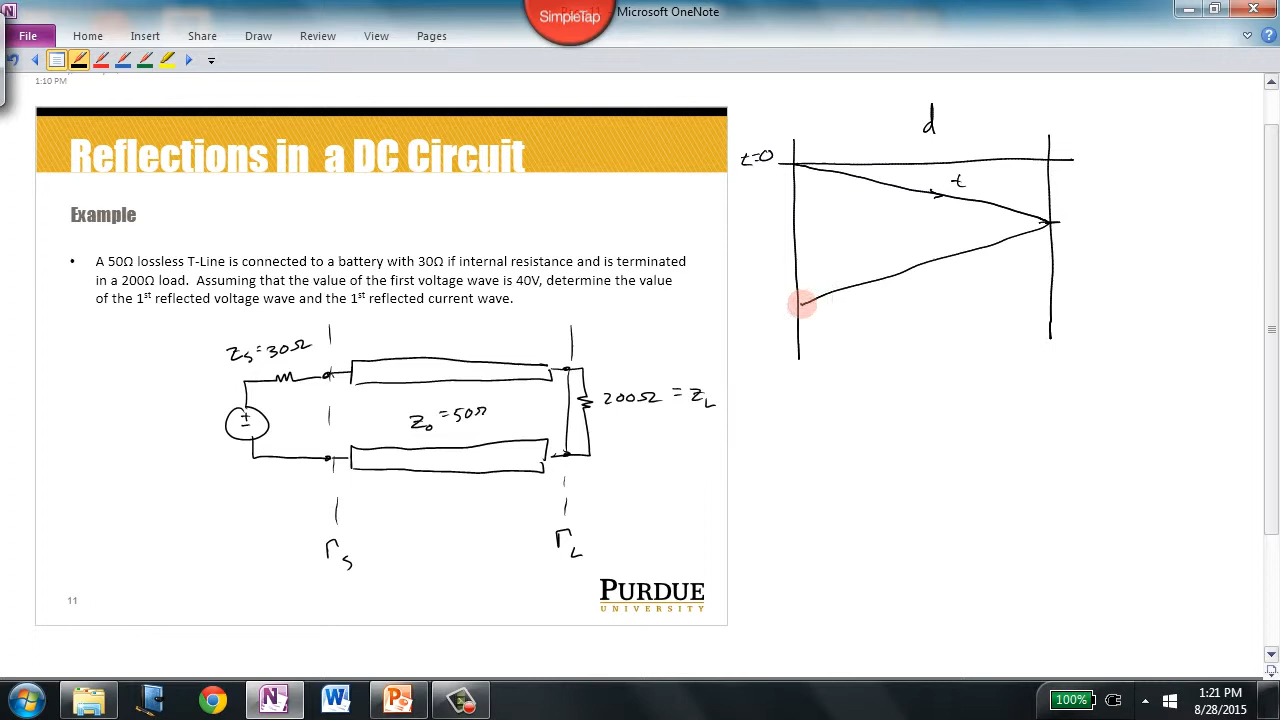 SimpleTap
Microsoft OneNote
File Home Insert Share Draw Review View Pages
1:10 PM
Reflections in a DC Circuit
Example
• A 50Ω lossless T-Line is connected to a battery with 30Ω if internal resistance and is terminated
in a 200Ω load. Assuming that the value of the first voltage wave is 40V, determine the value
of the 1st reflected voltage wave and the 1st reflected current wave.
Zs=30Ω
+
-
Z0=50Ω
200Ω = ZL
Γs
ΓL
11
PURDUE
UNIVERSITY
d
t=0
t
100%
1:21 PM
8/28/2015